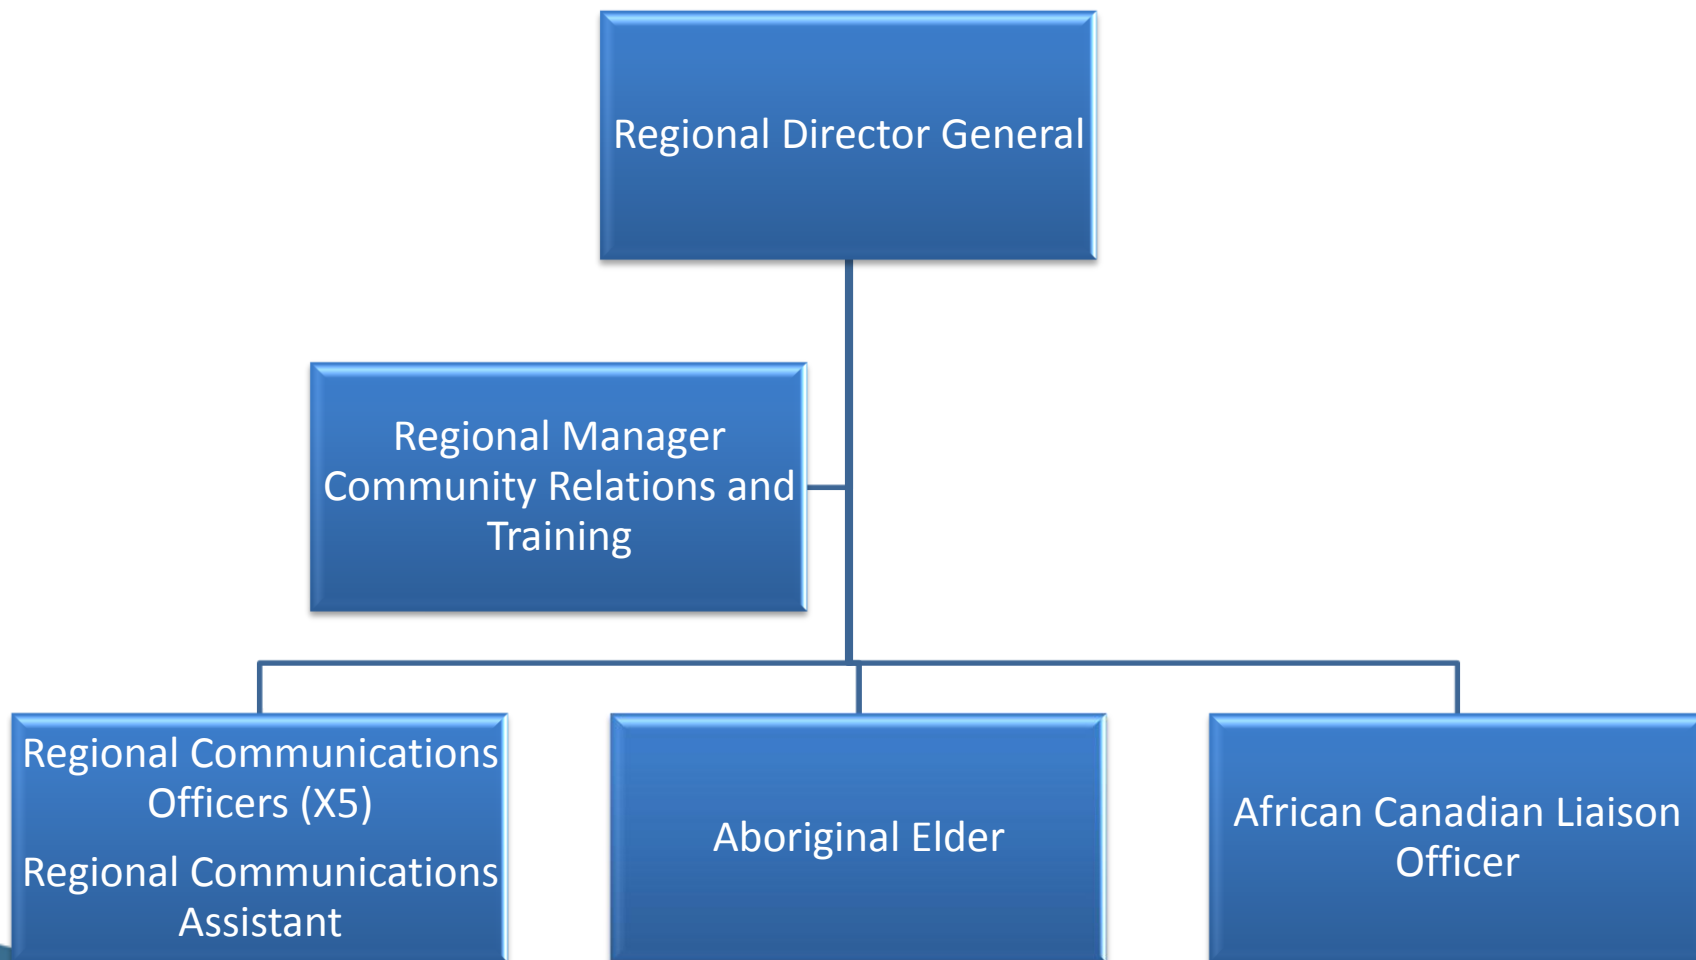 Regional Director General
Regional Manager
Community Relations and
Training
Regional Communications
Officers (X5)
Regional Communications
Assistant
Aboriginal Elder
African Canadian Liaison
Officer